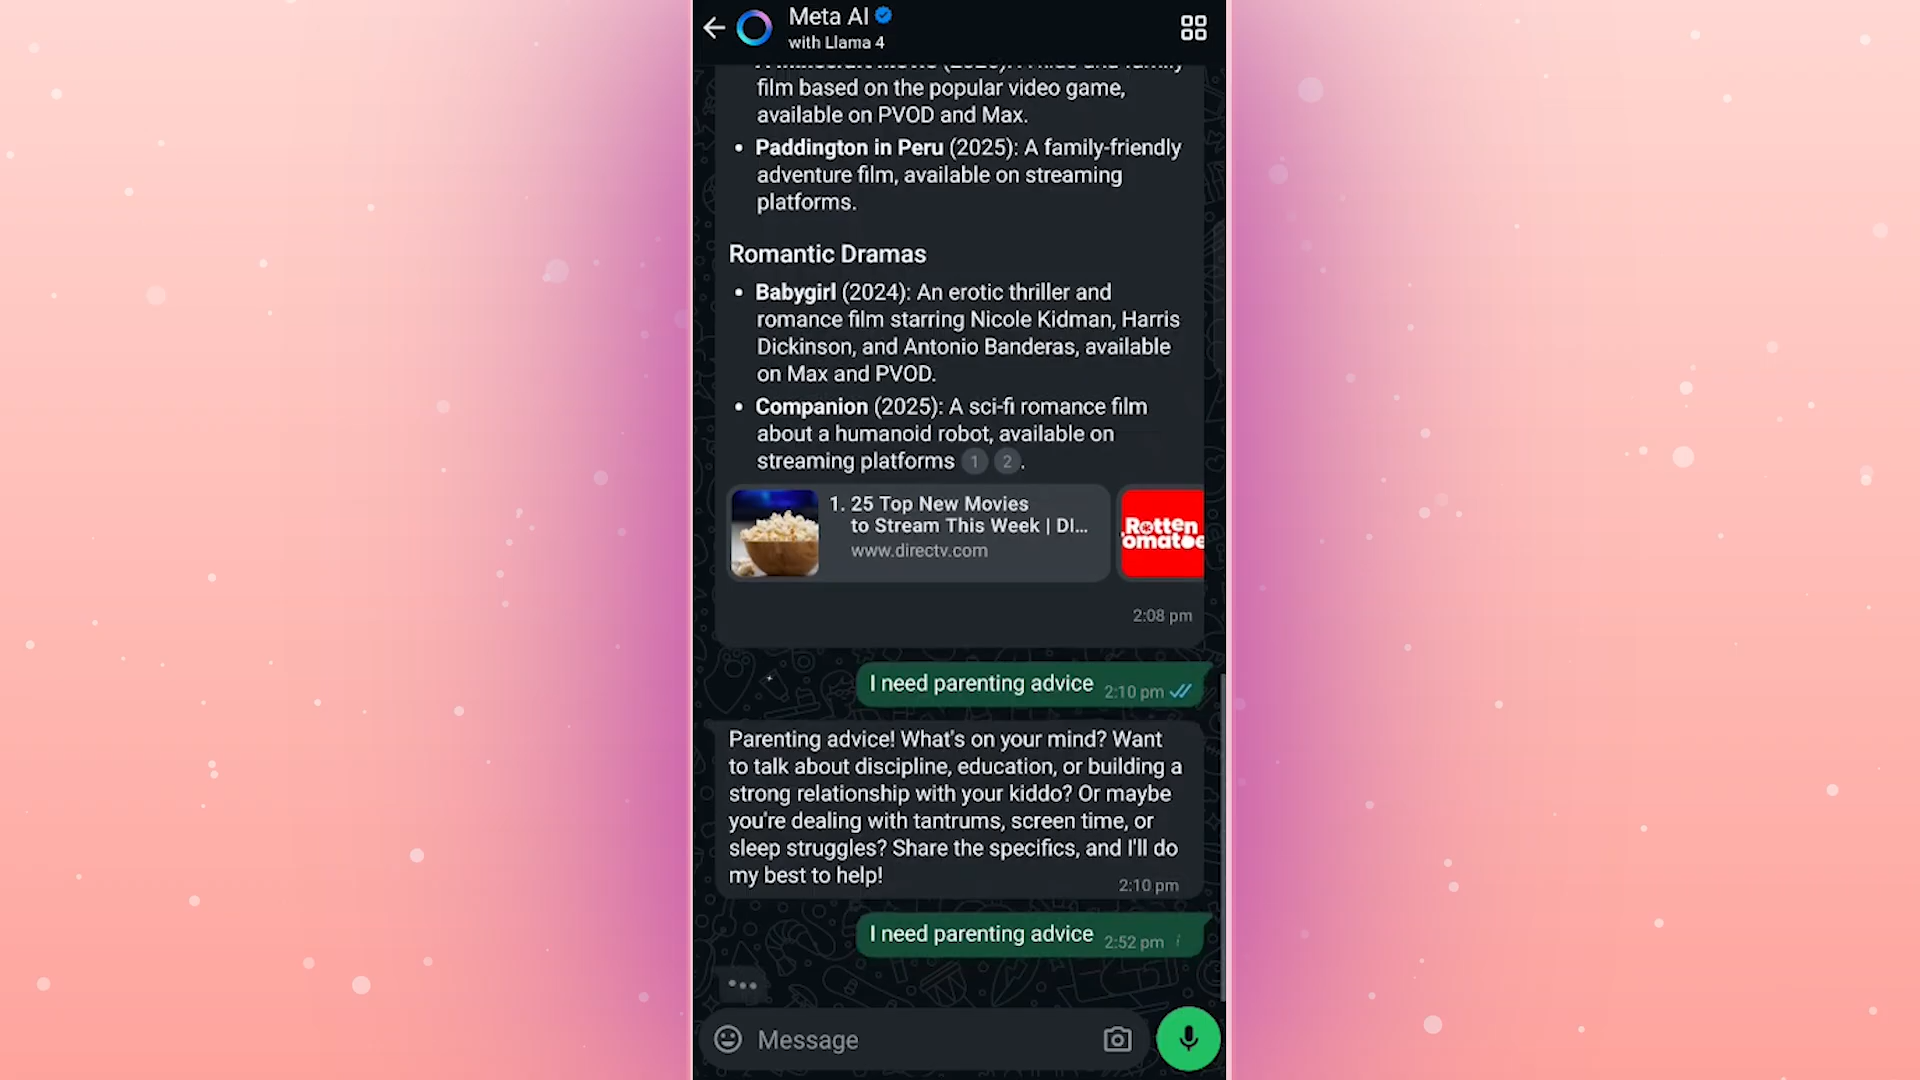 Meta AI
with Llama 4
film based on the popular video game,
available on PVOD and Max.
• Paddington in Peru (2025): A family-friendly
adventure film, available on streaming
platforms.
Romantic Dramas
• Babygirl (2024): An erotic thriller and
romance film starring Nicole Kidman, Harris
Dickinson, and Antonio Banderas, available
on Max and PVOD.
• Companion (2025): A sci-fi romance film
about a humanoid robot, available on
streaming platforms 1 2.
1. 25 Top New Movies
to Stream This Week | DI...
www.directv.com
Rotten
omatoe
2:08 pm
I need parenting advice 2:10 pm
Parenting advice! What's on your mind? Want
to talk about discipline, education, or building a
strong relationship with your kiddo? Or maybe
you're dealing with tantrums, screen time, or
sleep struggles? Share the specifics, and I'll do
my best to help!
2:10 pm
I need parenting advice 2:52 pm
Message